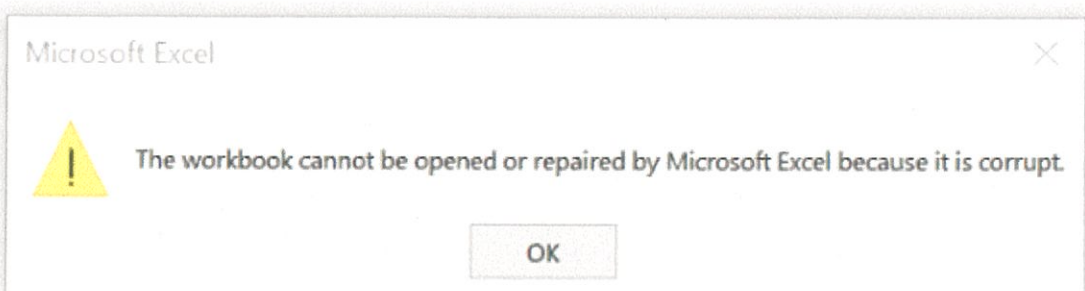 Microsoft Excel
The workbook cannot be opened or repaired by Microsoft Excel because it is corrupt.
OK